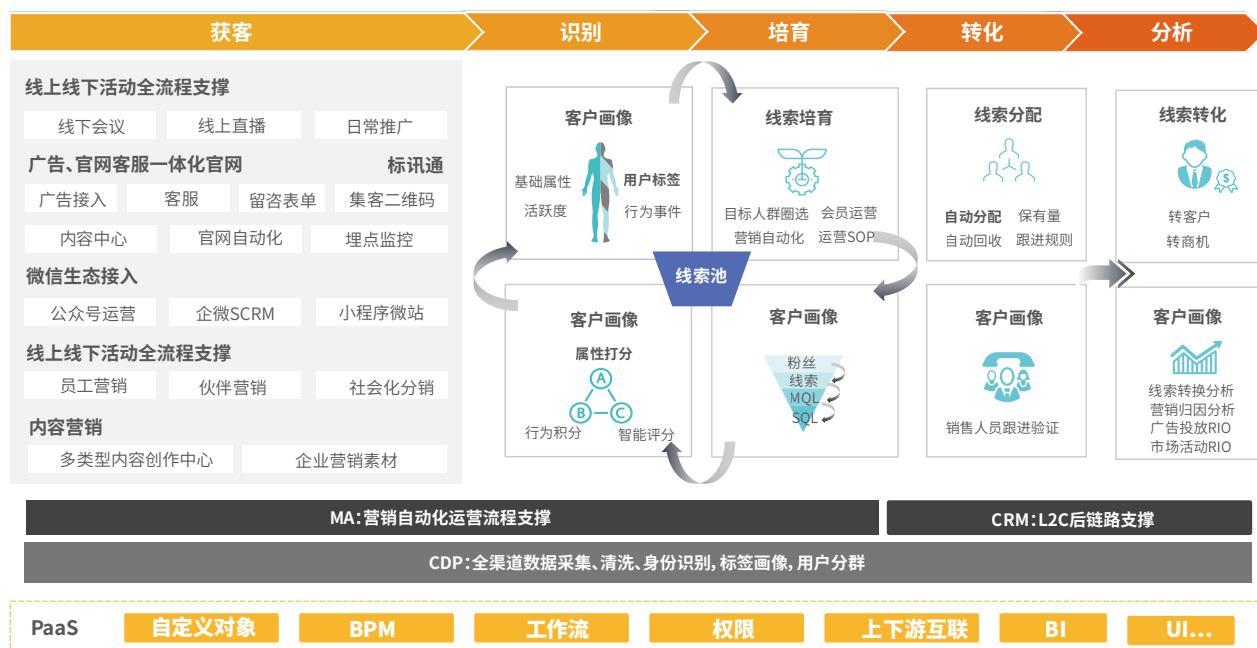 获客
识别
培育
转化
分析
线上线下活动全流程支撑
线下会议
线上直播
日常推广
广告、官网客服一体化官网
标讯通
广告接入
客服
留咨表单
集客二维码
内容中心
官网自动化
埋点监控
微信生态接入
公众号运营
企微SCRM
小程序微站
线上线下活动全流程支撑
员工营销
伙伴营销
社会化分销
内容营销
多类型内容创作中心
企业营销素材
客户画像
基础属性
用户标签
活跃度
行为事件
线索培育
目标人群圈选
会员运营
营销自动化
运营SOP
线索池
客户画像
属性打分
A
B
C
行为积分
智能评分
客户画像
粉丝
线索
MQL
SQL
线索分配
自动分配
保有量
自动回收
跟进规则
客户画像
销售人员跟进验证
线索转化
$
转客户
转商机
客户画像
线索转换分析
营销归因分析
广告投放RIO
市场活动RIO
MA：营销自动化运营流程支撑
CRM：L2C后链路支撑
CDP：全渠道数据采集、清洗、身份识别，标签画像，用户分群
PaaS
自定义对象
BPM
工作流
权限
上下游互联
BI
UI...